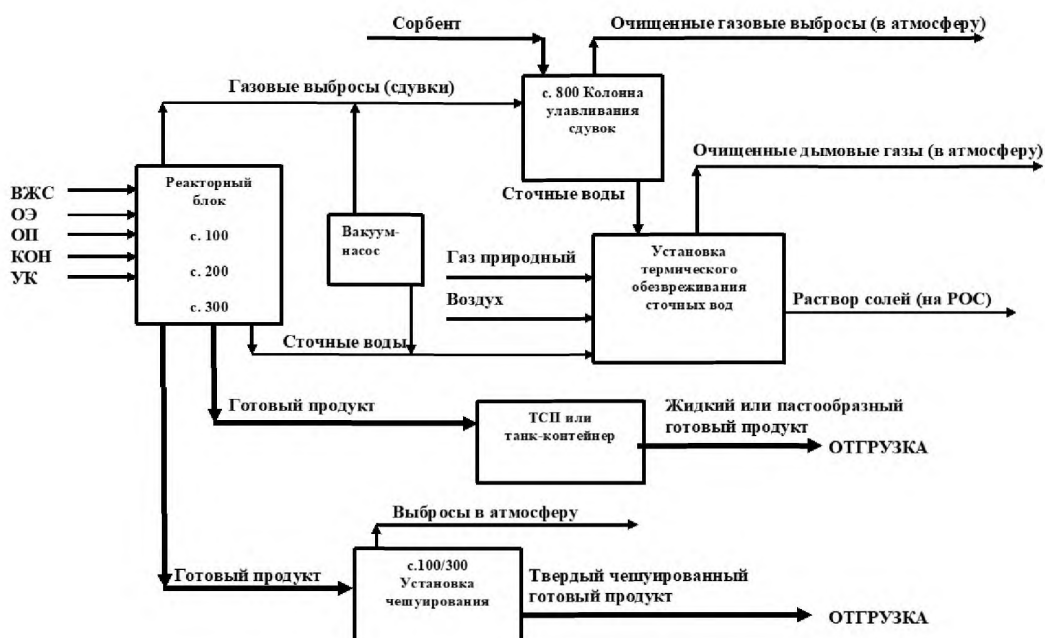 Сорбент
Очищенные газовые выбросы (в атмосферу)
Газовые выбросы (сдувки)
с. 800 Колонна
улавливания
сдувок
Очищенные дымовые газы (в атмосферу)
ВЖС
ОЭ
ОП
КОН
УК
Реакторный
блок
с. 100
с. 200
с. 300
Вакуум-
насос
Сточные воды
Газ природный
Воздух
Установка
термического
обезвреживания
сточных вод
Раствор солей (на РОС)
Сточные воды
Готовый продукт
ТСП или
танк-контейнер
Жидкий или пастообразный
готовый продукт
ОТГРУЗКА
Выбросы в атмосферу
Готовый продукт
с.100/300
Установка
чешуирования
Твердый чешуированный
готовый продукт
ОТГРУЗКА